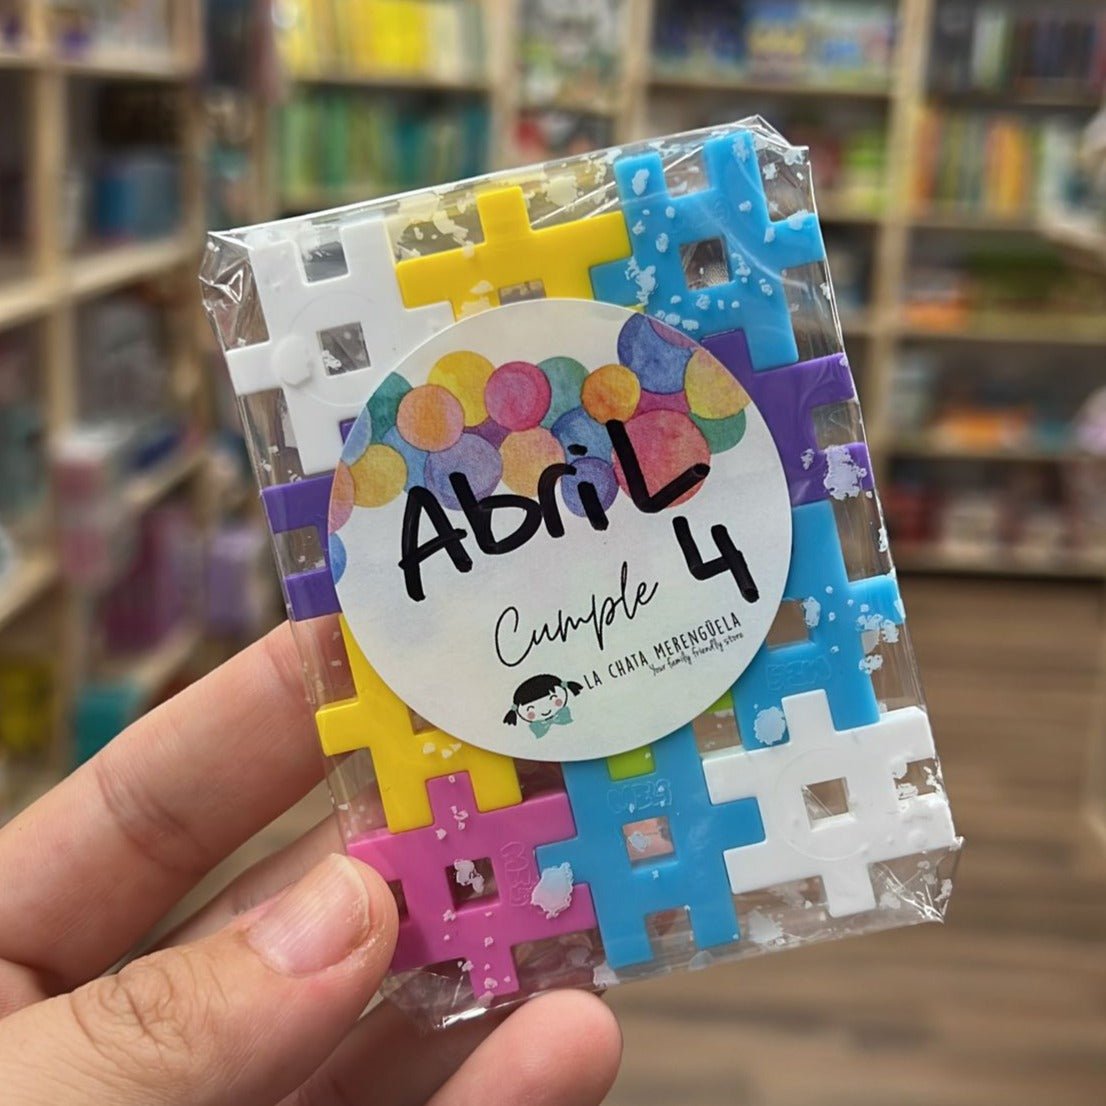 AbriL
4
Cumple
LA CHATA MERENGÜELA
Your family friendly store